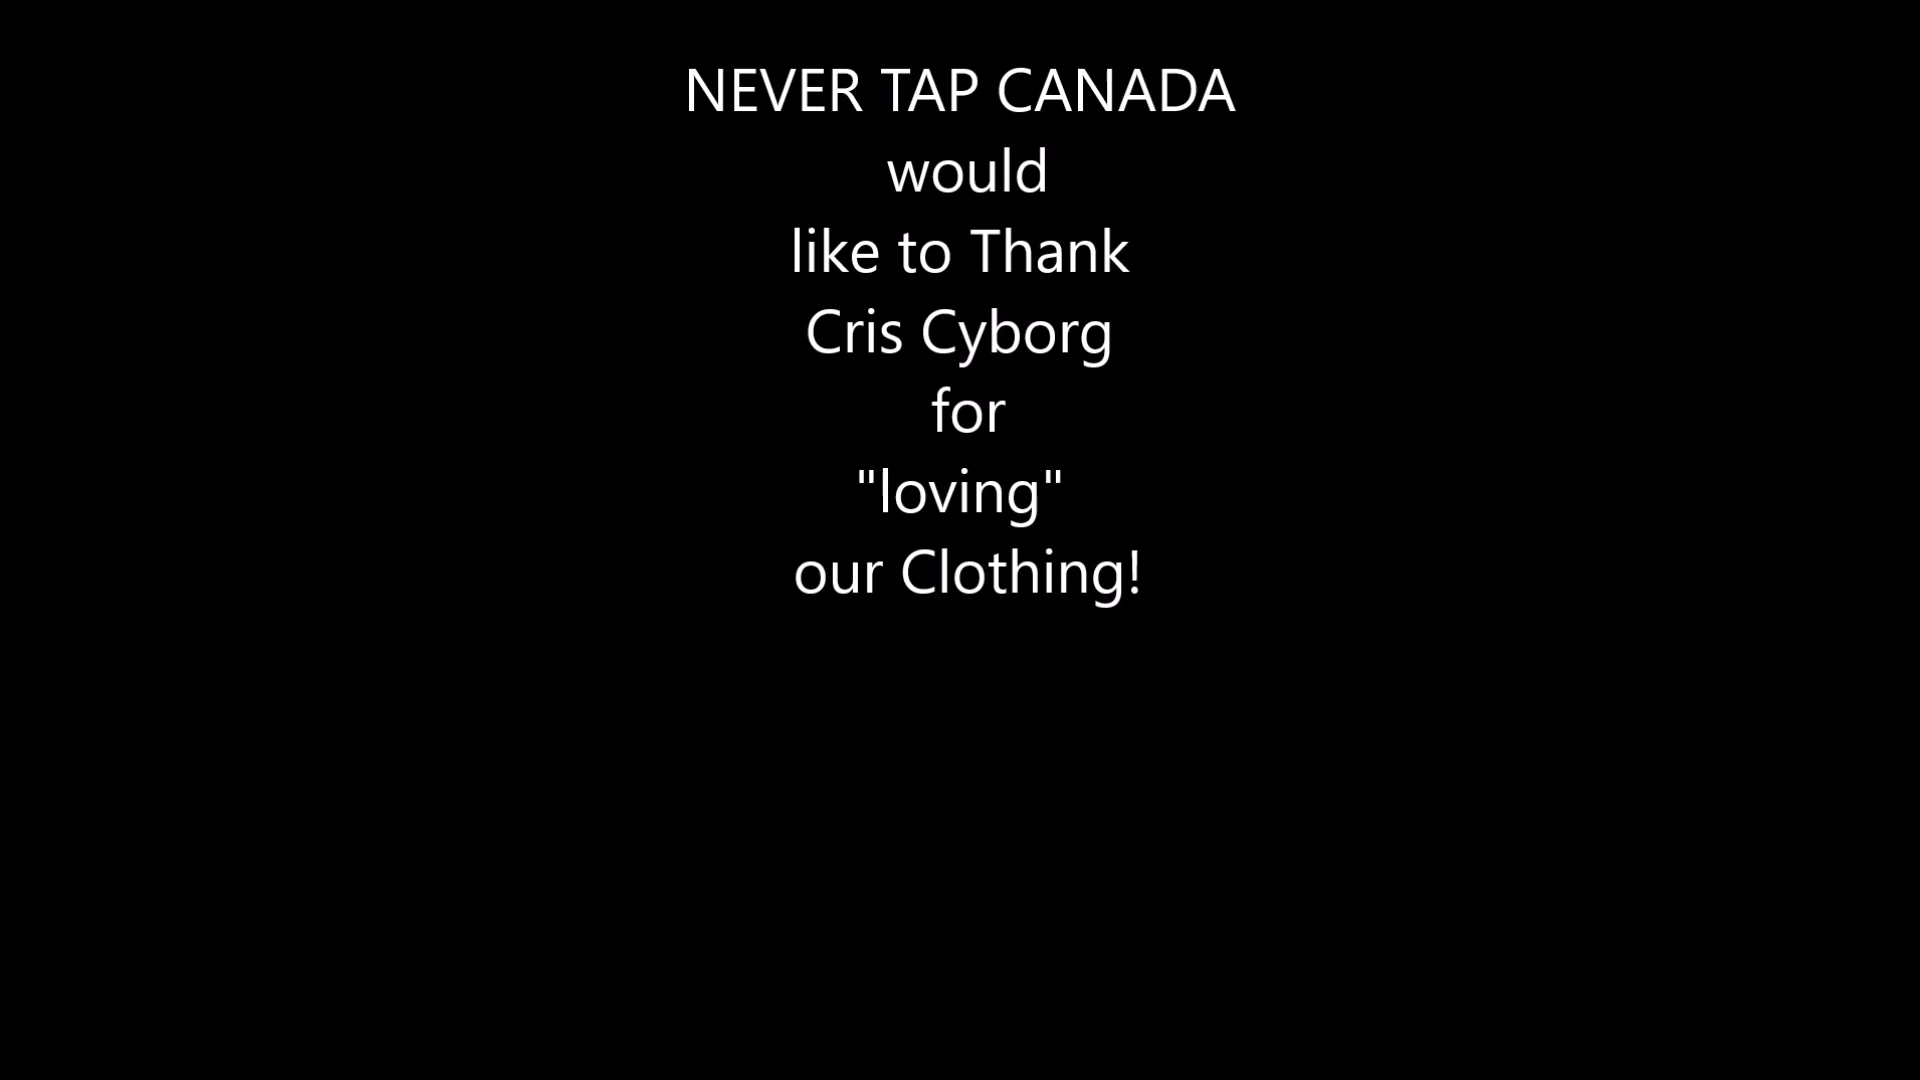 NEVER TAP CANADA
would
like to Thank
Cris Cyborg
for
"loving"
our Clothing!